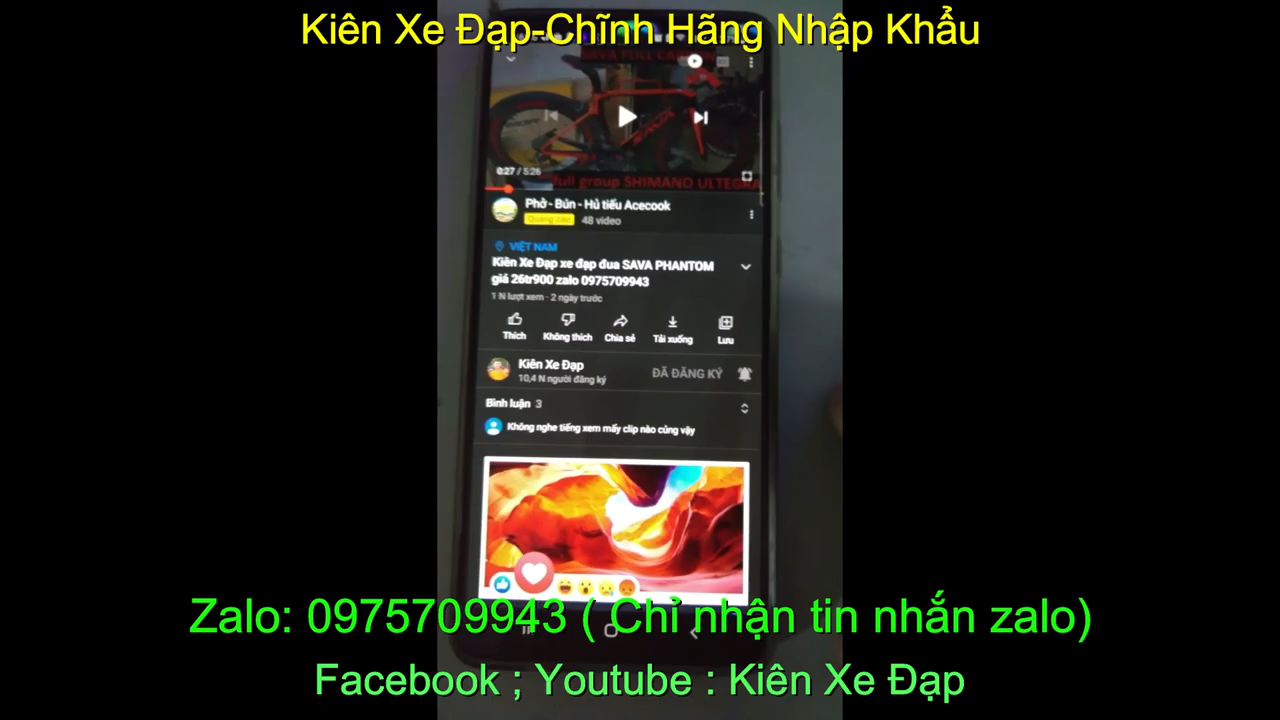 Kiên Xe Đạp-Chĩnh Hãng Nhập Khẩu
SAVA FULL CARBON
0:27 / 5:26
full group SHIMANO ULTEGRA
Phở - Bún - Hủ tiếu Acecook
Quảng cáo 48 video
VIỆT NAM
Kiên Xe Đạp xe đạp đua SAVA PHANTOM
giá 26tr900 zalo 0975709943
1 N lượt xem · 2 ngày trước
Thích Không thích Chia sẻ Tải xuống Lưu
Kiên Xe Đạp
10,4 N người đăng ký
ĐÃ ĐĂNG KÝ
Bình luận 3
Không nghe tiếng xem mấy clip nào củng vậy
Zalo: 0975709943 ( Chỉ nhận tin nhắn zalo)
Facebook ; Youtube : Kiên Xe Đạp